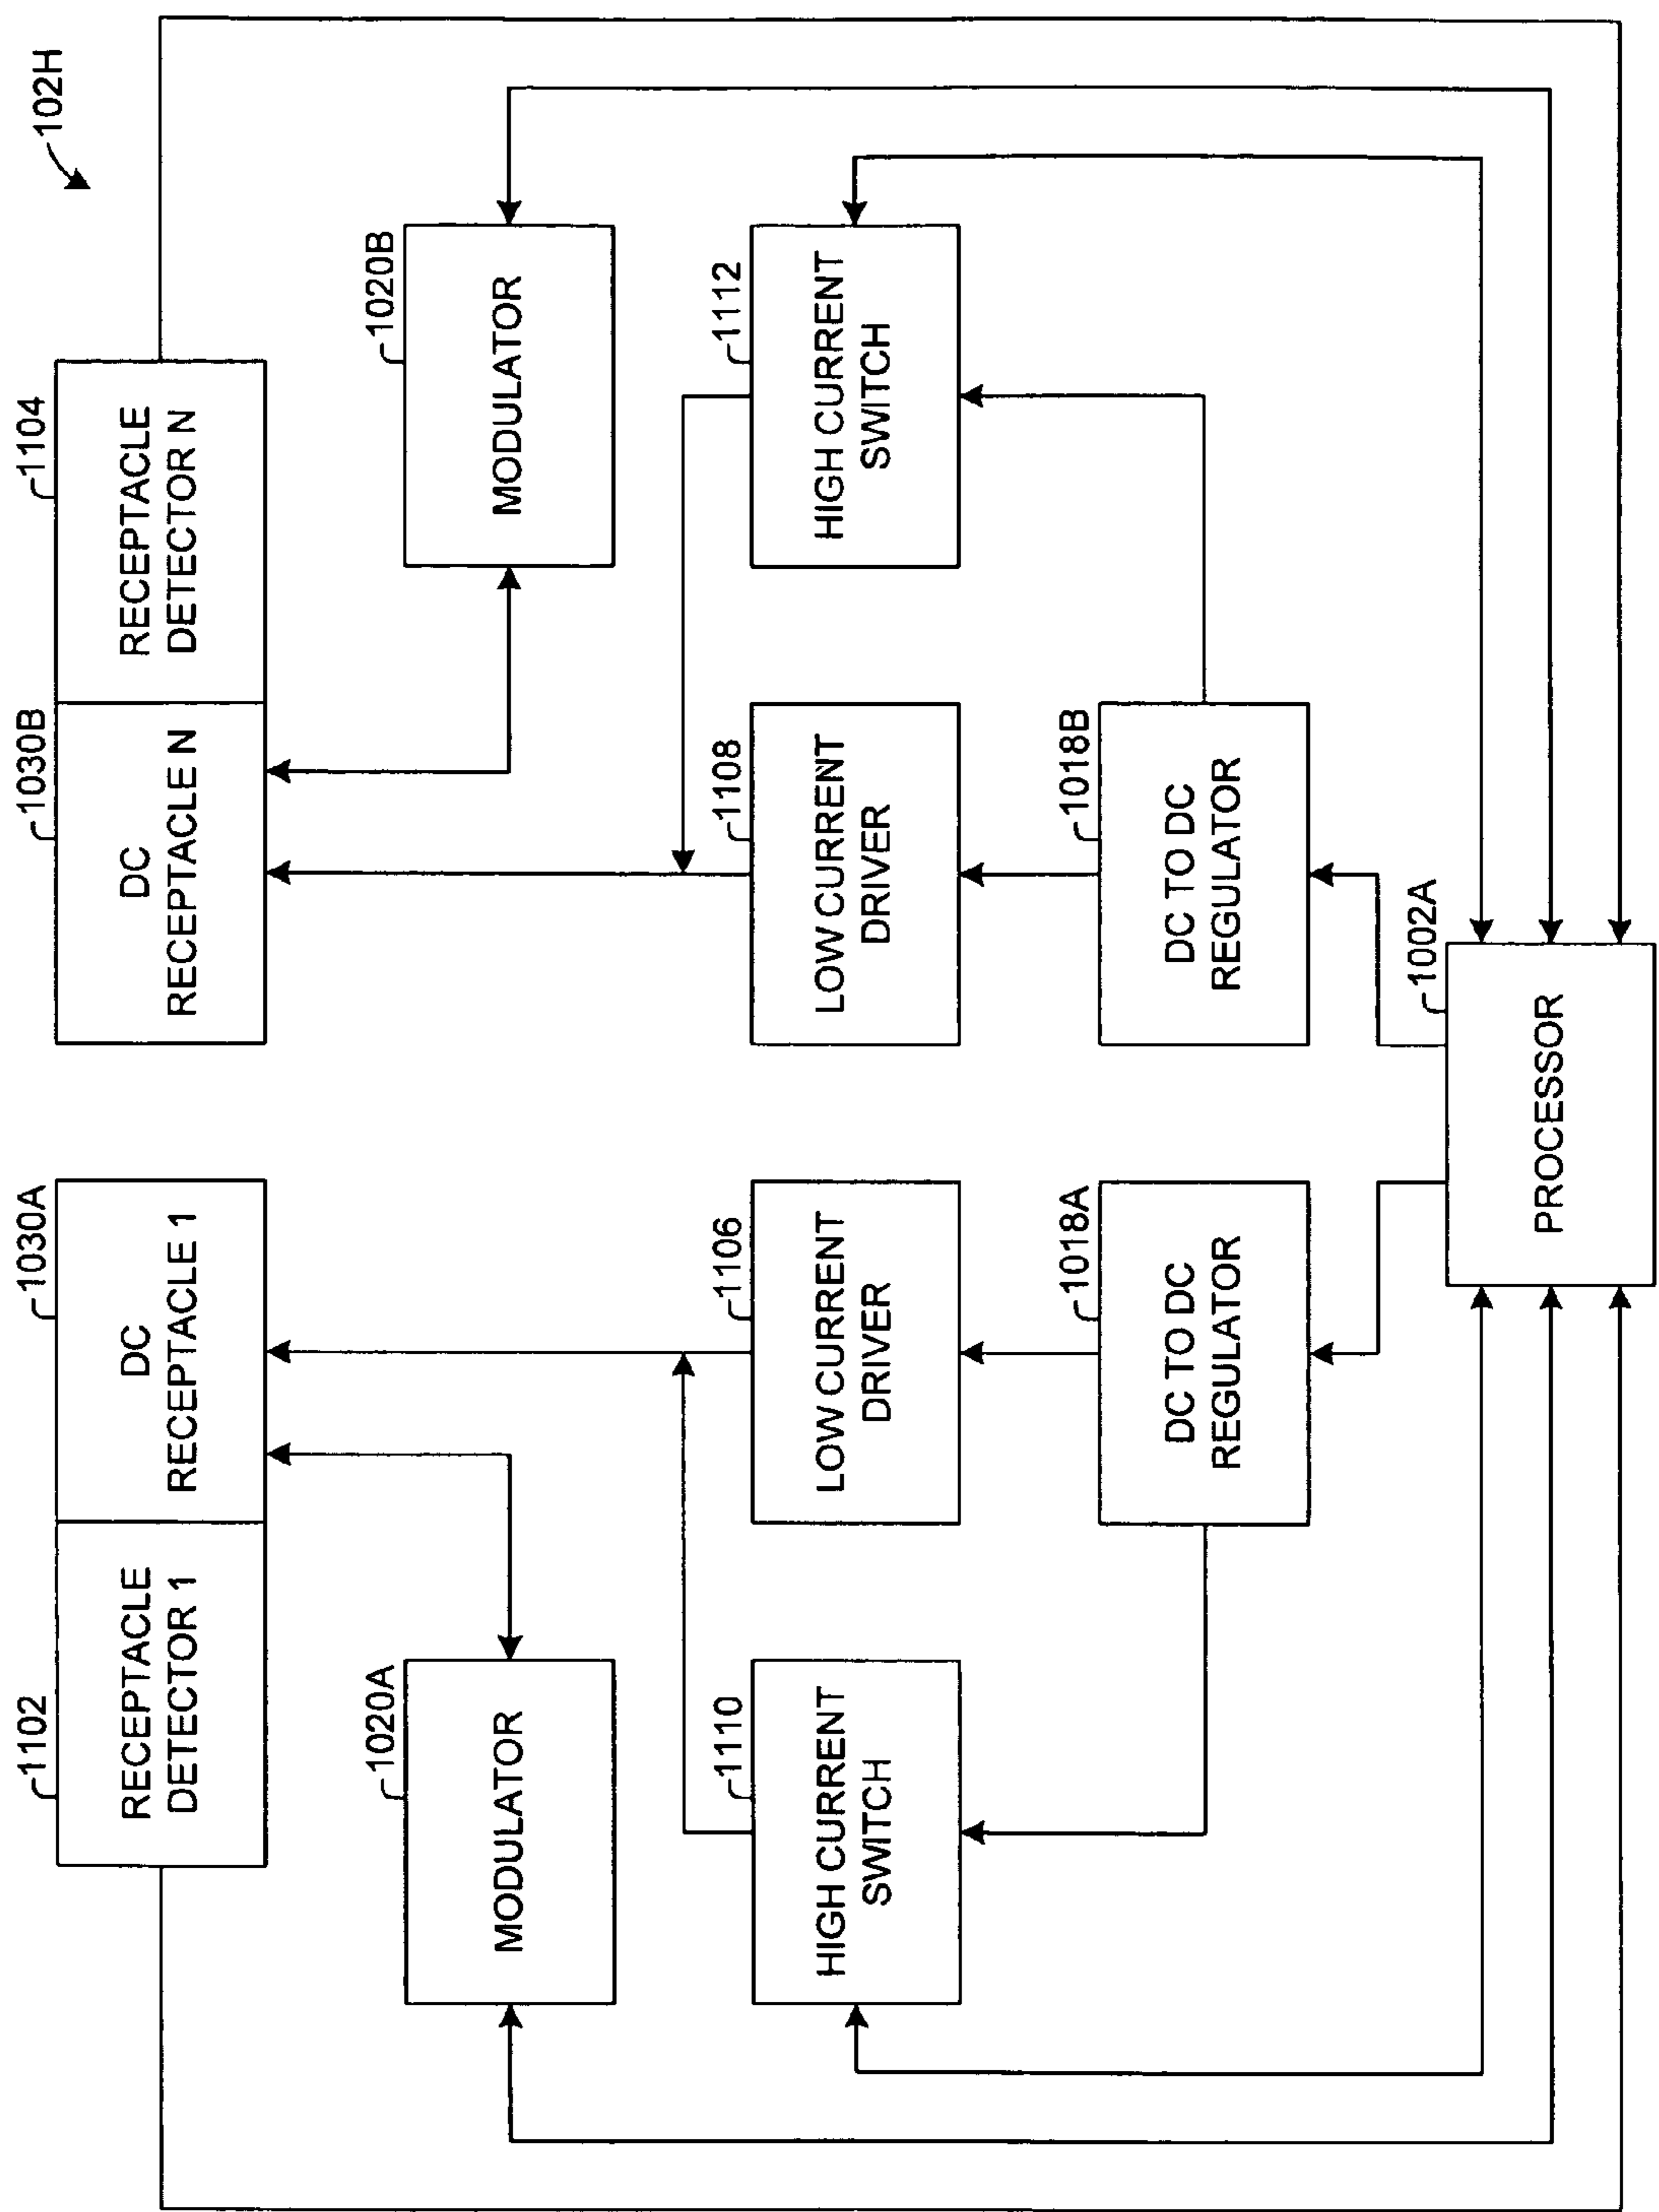 102H
1102
RECEPTACLE
DETECTOR 1
1030A
DC
RECEPTACLE 1
1030B
DC
RECEPTACLE N
1104
RECEPTACLE
DETECTOR N
1020A
MODULATOR
1020B
MODULATOR
1110
HIGH CURRENT
SWITCH
1106
LOW CURRENT
DRIVER
1108
LOW CURRENT
DRIVER
1112
HIGH CURRENT
SWITCH
1018A
DC TO DC
REGULATOR
1018B
DC TO DC
REGULATOR
1002A
PROCESSOR